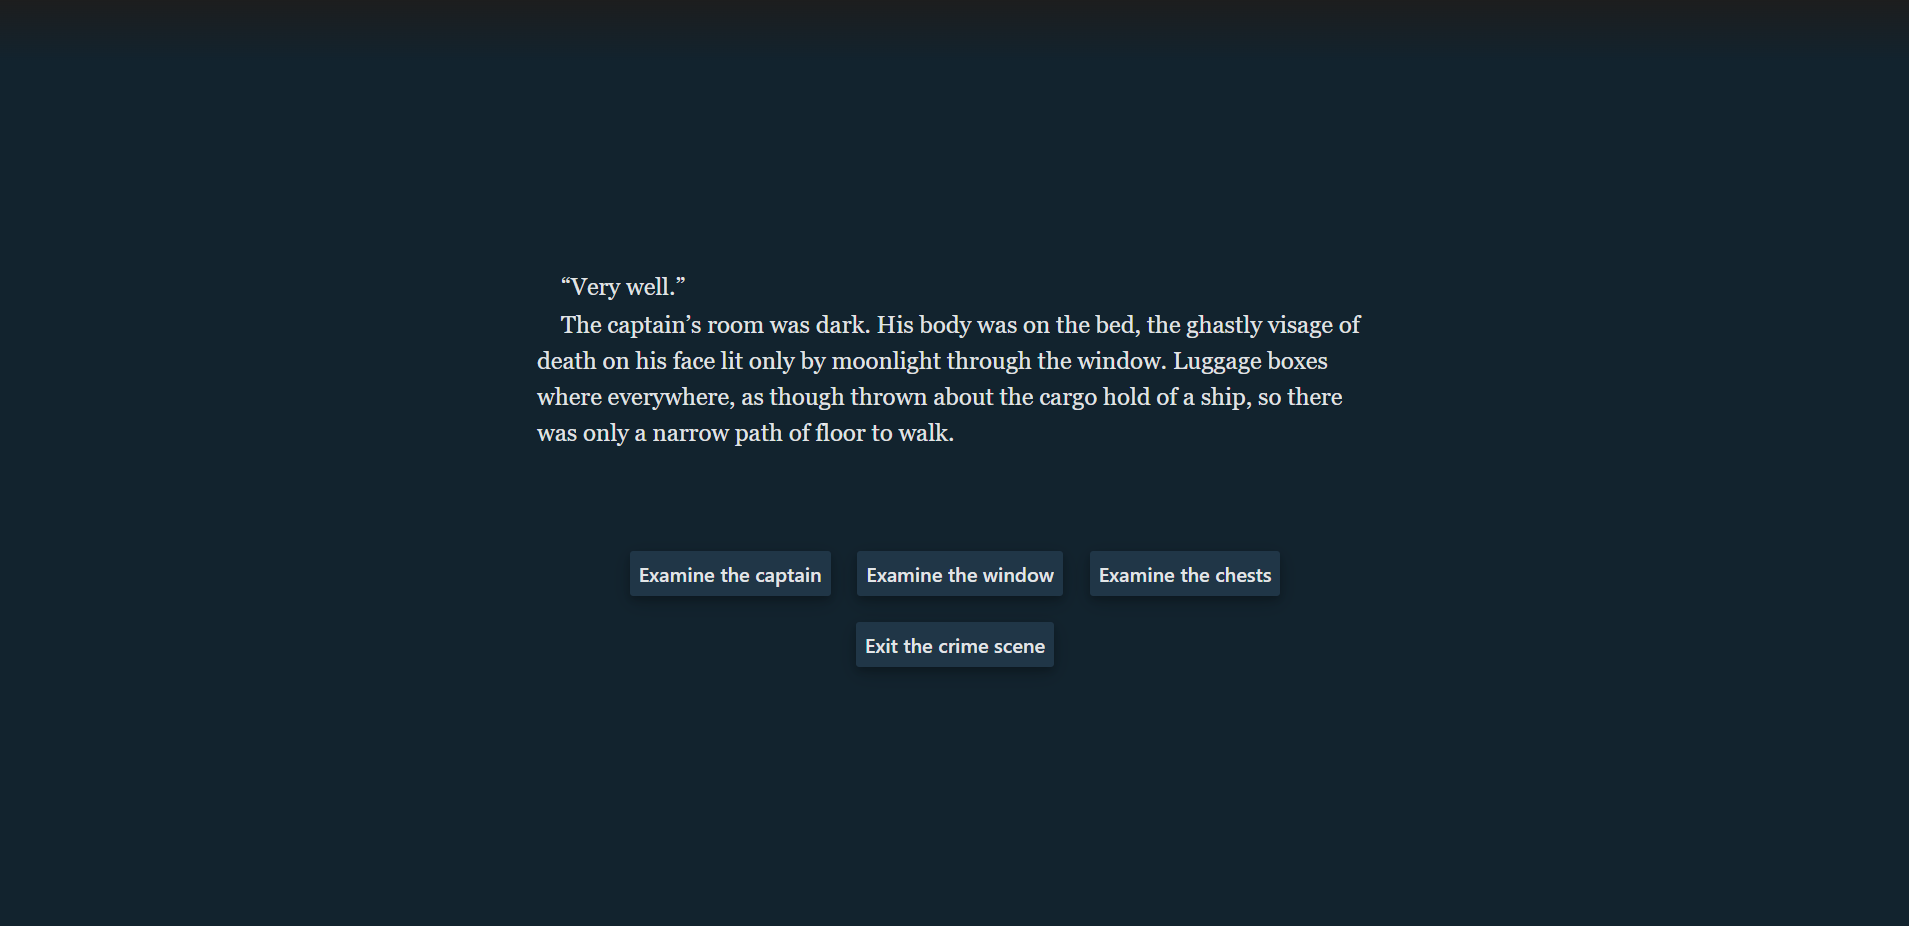 “Very well.”
The captain’s room was dark. His body was on the bed, the ghastly visage of
death on his face lit only by moonlight through the window. Luggage boxes
where everywhere, as though thrown about the cargo hold of a ship, so there
was only a narrow path of floor to walk.
Examine the captain
Examine the window
Examine the chests
Exit the crime scene